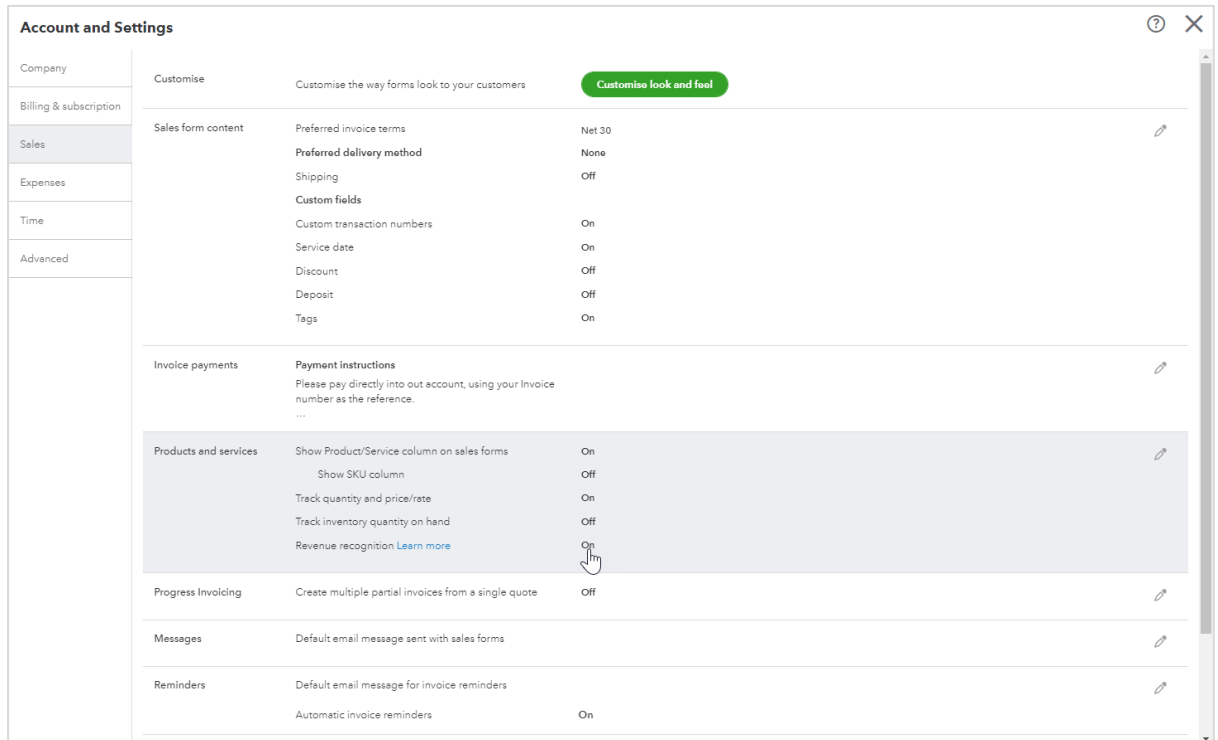 Account and Settings
Company
Billing & subscription
Sales
Expenses
Time
Advanced
Customise Customise the way forms look to your customers Customise look and feel
Sales form content Preferred invoice terms Net 30
Preferred delivery method None
Shipping Off
Custom fields
Custom transaction numbers On
Service date On
Discount Off
Deposit Off
Tags On
Invoice payments Payment instructions
Please pay directly into out account, using your Invoice
number as the reference.
...
Products and services Show Product/Service column on sales forms On
Show SKU column Off
Track quantity and price/rate On
Track inventory quantity on hand Off
Revenue recognition Learn more On
Progress Invoicing Create multiple partial invoices from a single quote Off
Messages Default email message sent with sales forms
Reminders Default email message for invoice reminders
Automatic invoice reminders On